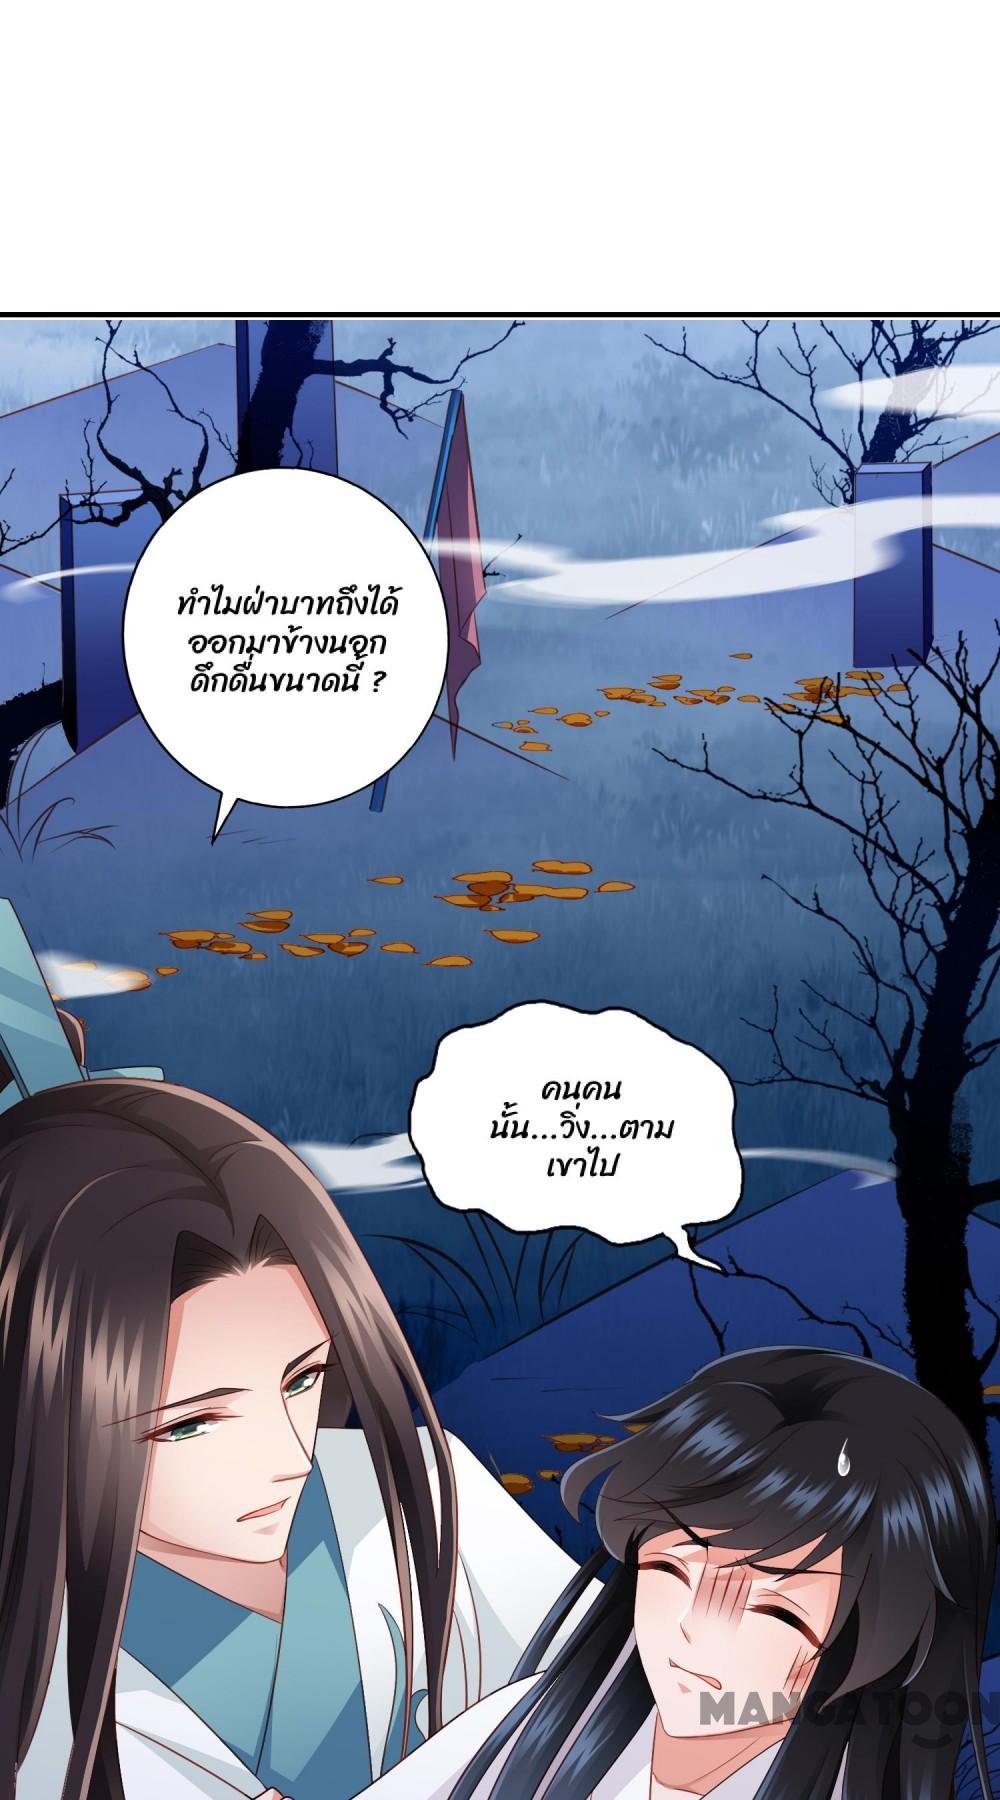 ทำไมฝ่าบาทถึงได้
ออกมาข้างนอก
ดึกดื่นขนาดนี้ ?
คนคน
นั้น...วิ่ง...ตาม
เขาไป
MANGATOON